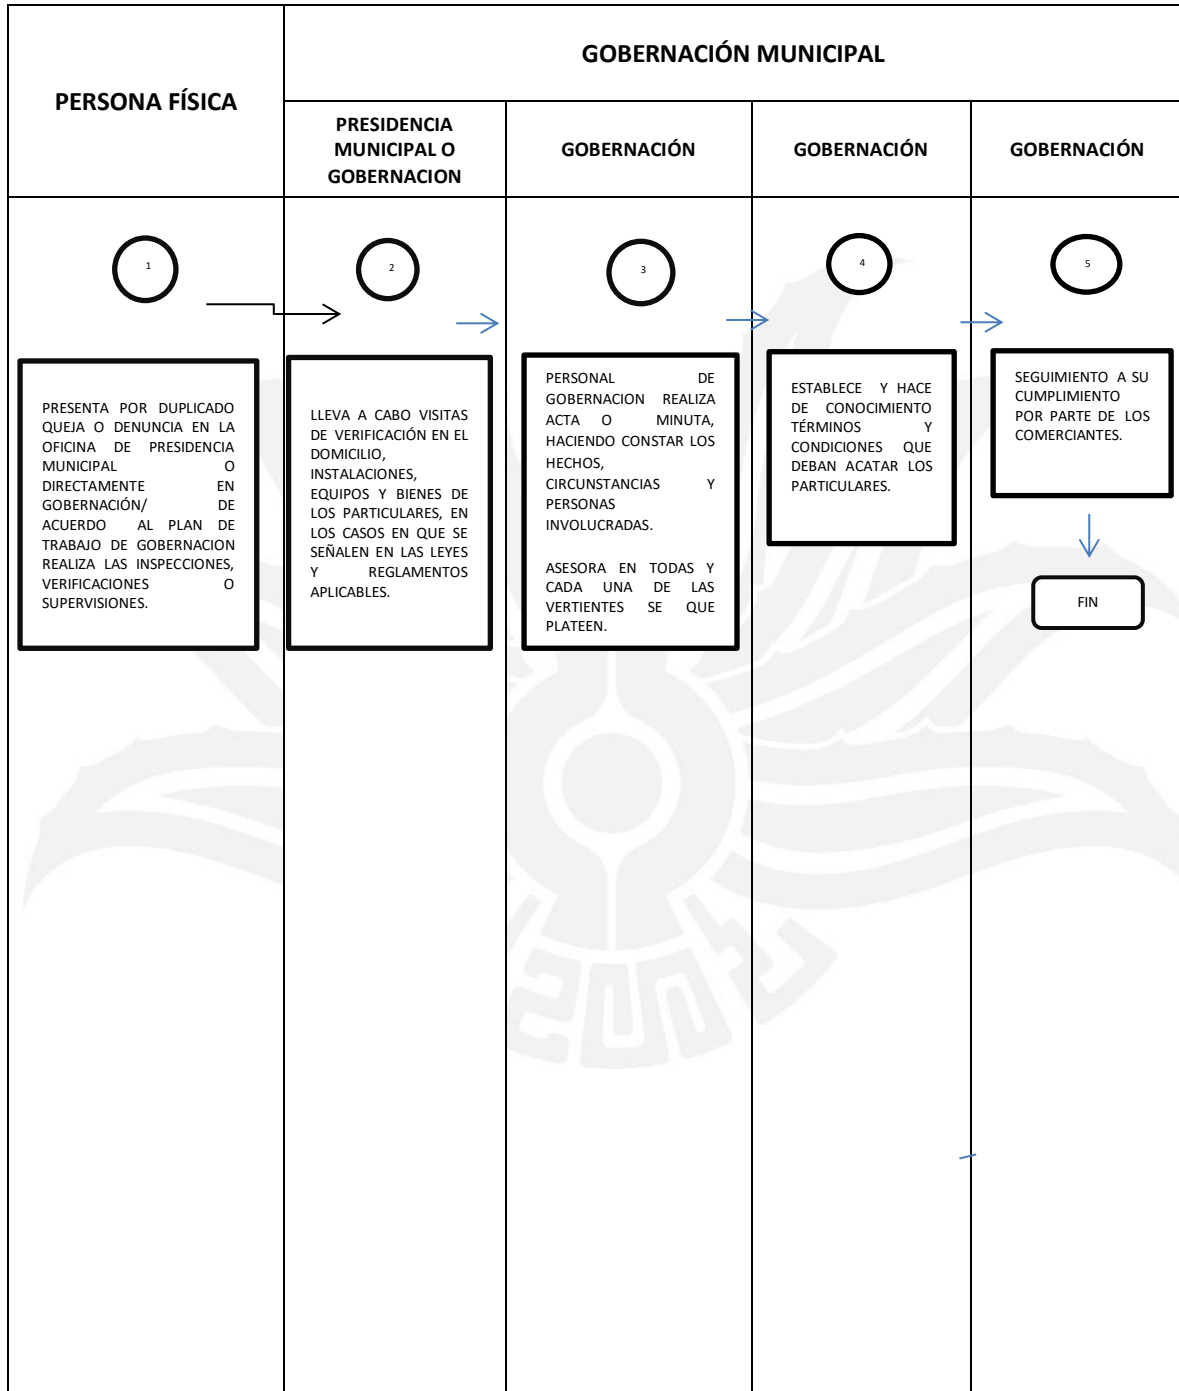 PERSONA FÍSICA
GOBERNACIÓN MUNICIPAL
PRESIDENCIA
MUNICIPAL O
GOBERNACION
GOBERNACIÓN
GOBERNACIÓN
GOBERNACIÓN
1
2
3
4
5
PRESENTA POR DUPLICADO
QUEJA O DENUNCIA EN LA
OFICINA DE PRESIDENCIA
MUNICIPAL O
DIRECTAMENTE EN
GOBERNACIÓN/ DE
ACUERDO AL PLAN DE
TRABAJO DE GOBERNACION
REALIZA LAS INSPECCIONES,
VERIFICACIONES O
SUPERVISIONES.
LLEVA A CABO VISITAS
DE VERIFICACIÓN EN EL
DOMICILIO,
INSTALACIONES,
EQUIPOS Y BIENES DE
LOS PARTICULARES, EN
LOS CASOS EN QUE SE
SEÑALEN EN LAS LEYES
Y REGLAMENTOS
APLICABLES.
PERSONAL DE
GOBERNACION REALIZA
ACTA O MINUTA,
HACIENDO CONSTAR LOS
HECHOS,
CIRCUNSTANCIAS Y
PERSONAS
INVOLUCRADAS.
ASESORA EN TODAS Y
CADA UNA DE LAS
VERTIENTES SE QUE
PLATEEN.
ESTABLECE Y HACE
DE CONOCIMIENTO
TÉRMINOS Y
CONDICIONES QUE
DEBAN ACATAR LOS
PARTICULARES.
SEGUIMIENTO A SU
CUMPLIMIENTO
POR PARTE DE LOS
COMERCIANTES.
FIN